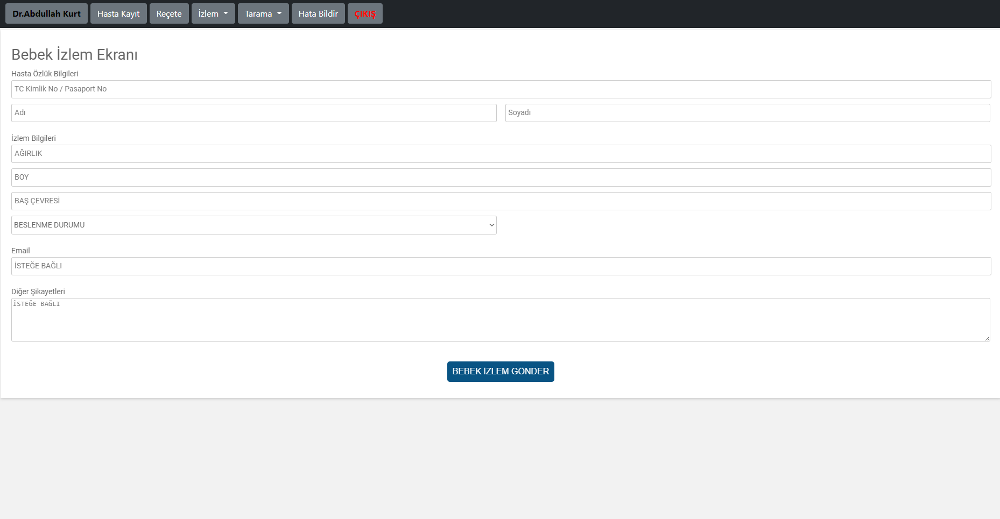 Dr.Abdullah Kurt Hasta Kayıt Reçete İzlem Tarama Hata Bildir ÇIKIŞ
Bebek İzlem Ekranı
Hasta Özlük Bilgileri
TC Kimlik No / Pasaport No
Adı Soyadı
İzlem Bilgileri
AĞIRLIK
BOY
BAŞ ÇEVRESİ
BESLENME DURUMU
Email
İSTEĞE BAĞLI
Diğer Şikayetleri
İSTEĞE BAĞLI
BEBEK İZLEM GÖNDER